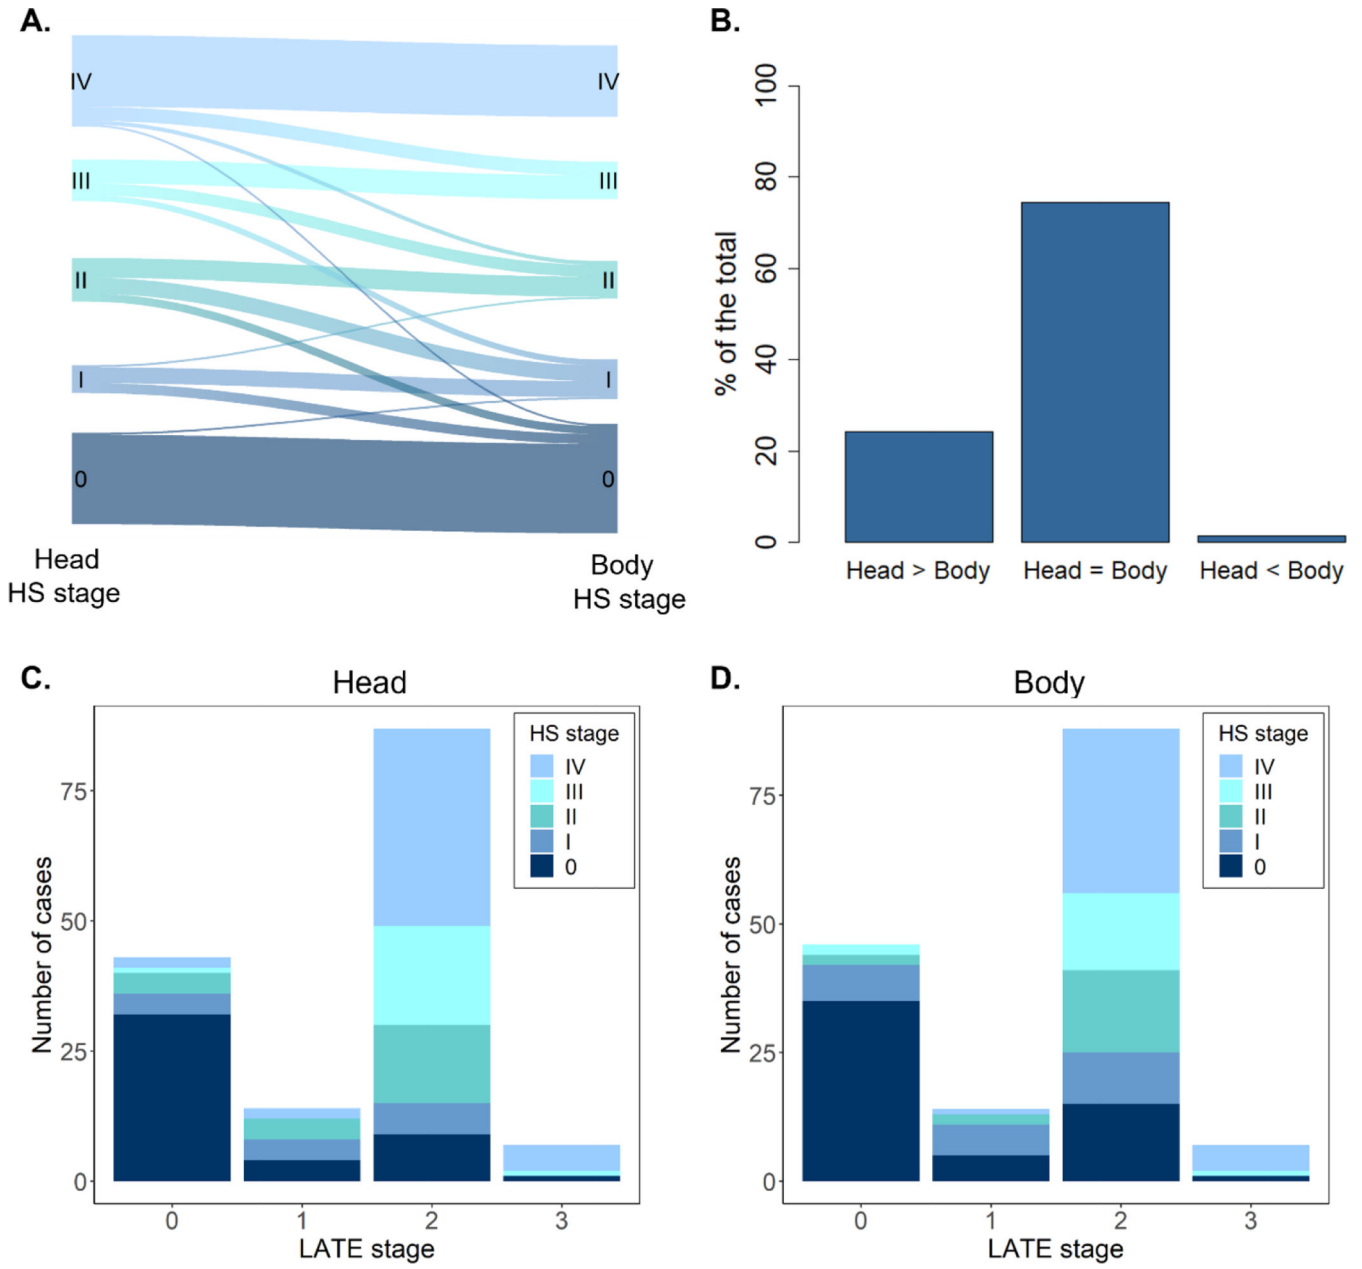 A.
IV
IV
III
III
II
II
I
I
0
0
Head
HS stage
Body
HS stage
B.
% of the total
100
80
60
40
20
0
Head > Body
Head = Body
Head < Body
C.
Head
Number of cases
75
50
25
0
HS stage
IV
III
II
I
0
0
1
2
3
LATE stage
D.
Body
Number of cases
75
50
25
0
HS stage
IV
III
II
I
0
0
1
2
3
LATE stage